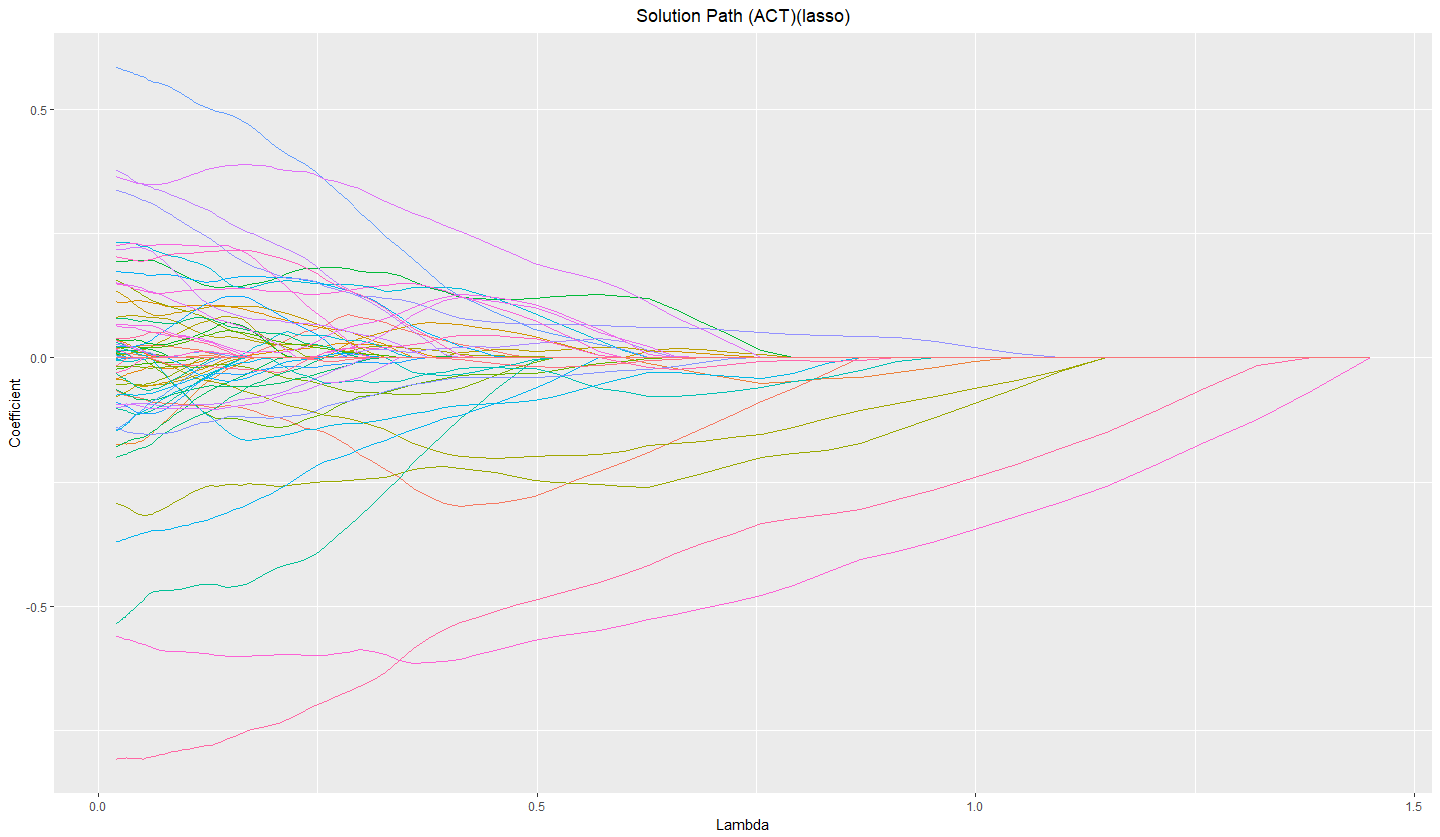 Solution Path (ACT)(lasso)
0.5
0.0
-0.5
Coefficient
0.0 0.5 1.0 1.5
Lambda